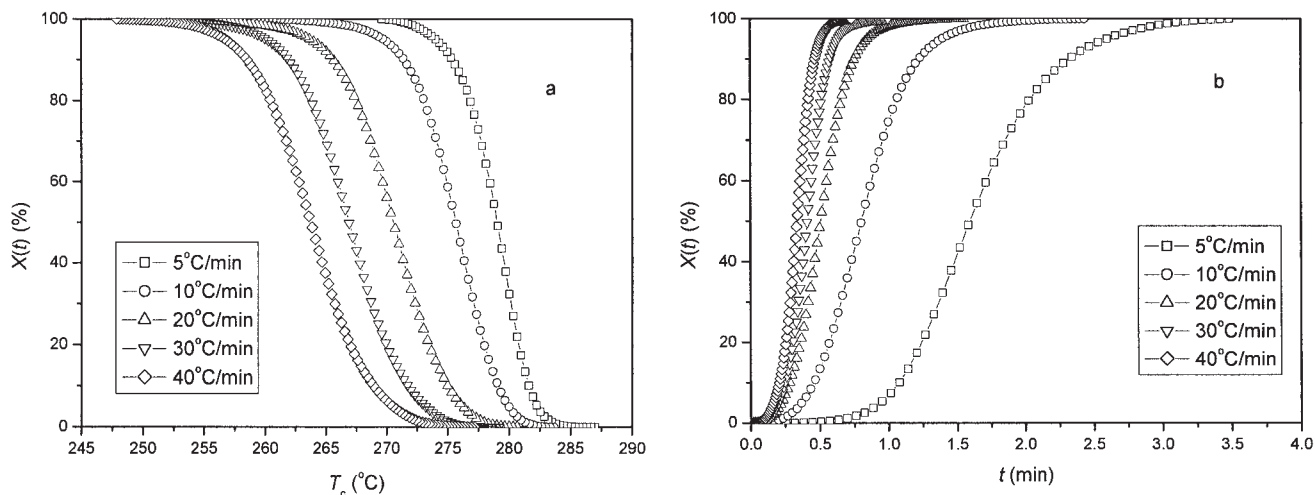 100
80
60
40
20
0
X(t) (%)
a
5°C/min
10°C/min
20°C/min
30°C/min
40°C/min
245 250 255 260 265 270 275 280 285 290
Tc (°C)
100
80
60
40
20
0
X(t) (%)
b
5°C/min
10°C/min
20°C/min
30°C/min
40°C/min
0.0 0.5 1.0 1.5 2.0 2.5 3.0 3.5 4.0
t (min)